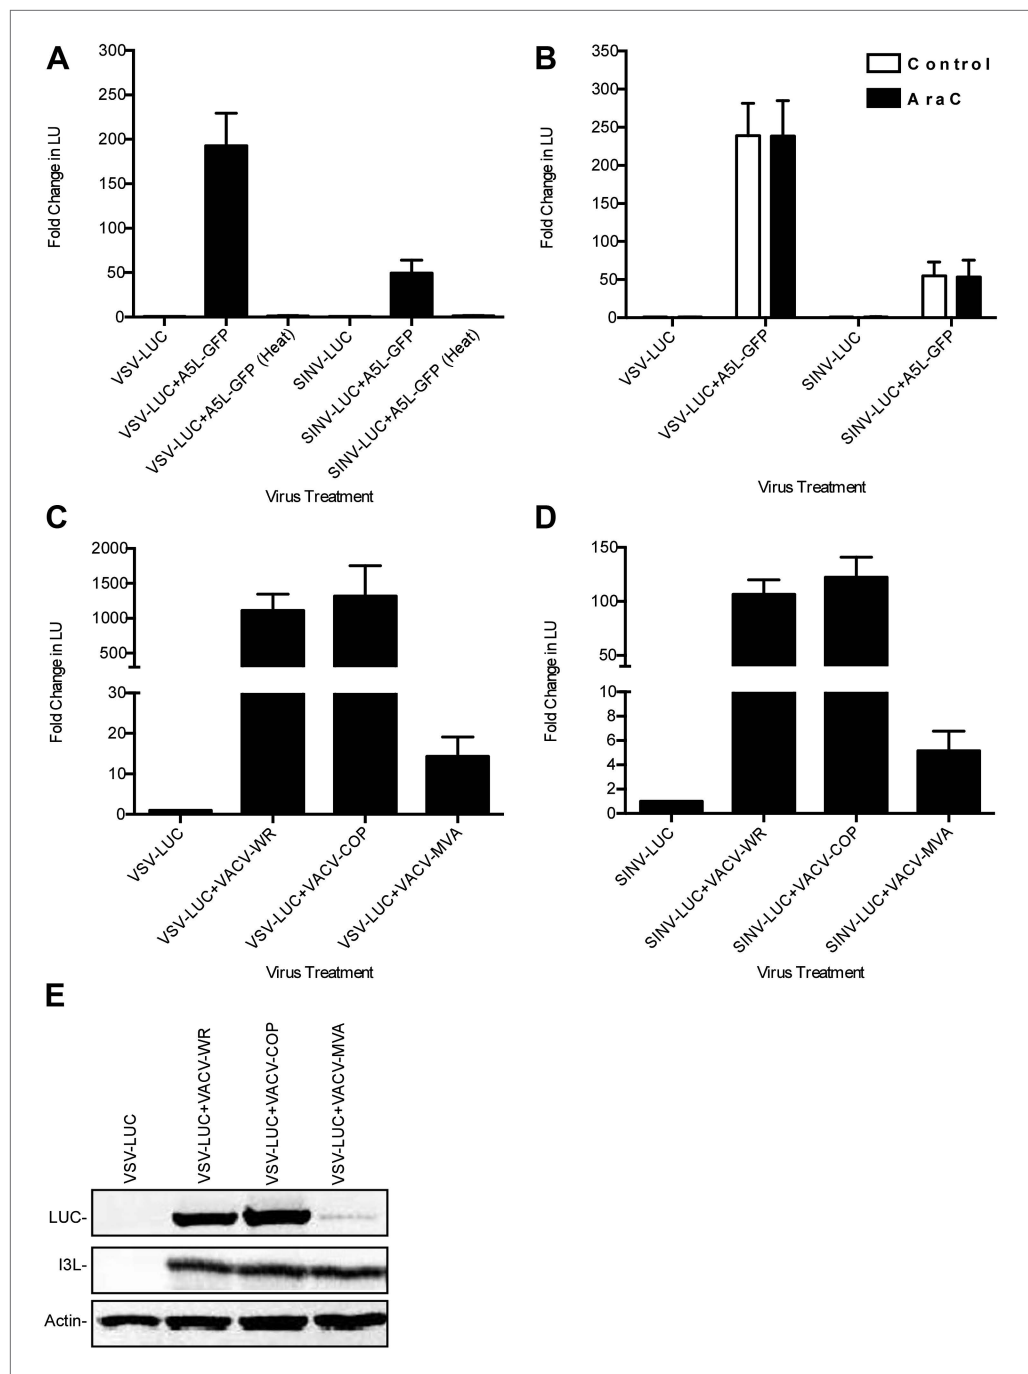 A
300
200
150
100
50
0
Fold Change in LU
VSV-LUC
VSV-LUC+A5L-GFP
VSV-LUC+A5L-GFP (Heat)
SINV-LUC
SINV-LUC+A5L-GFP
SINV-LUC+A5L-GFP (Heat)
Virus Treatment
B
350
300
250
200
150
100
50
0
Fold Change in LU
Control
AraC
VSV-LUC
VSV-LUC+A5L-GFP
SINV-LUC
SINV-LUC+A5L-GFP
Virus Treatment
C
2000
1500
1000
500
30
20
10
0
Fold Change in LU
VSV-LUC
VSV-LUC+VACV-WR
VSV-LUC+VACV-COP
VSV-LUC+VACV-MVA
Virus Treatment
D
150
100
50
10
8
6
4
2
0
Fold Change in LU
SINV-LUC
SINV-LUC+VACV-WR
SINV-LUC+VACV-COP
SINV-LUC+VACV-MVA
Virus Treatment
E
VSV-LUC
VSV-LUC+VACV-WR
VSV-LUC+VACV-COP
VSV-LUC+VACV-MVA
LUC-
I3L-
Actin-